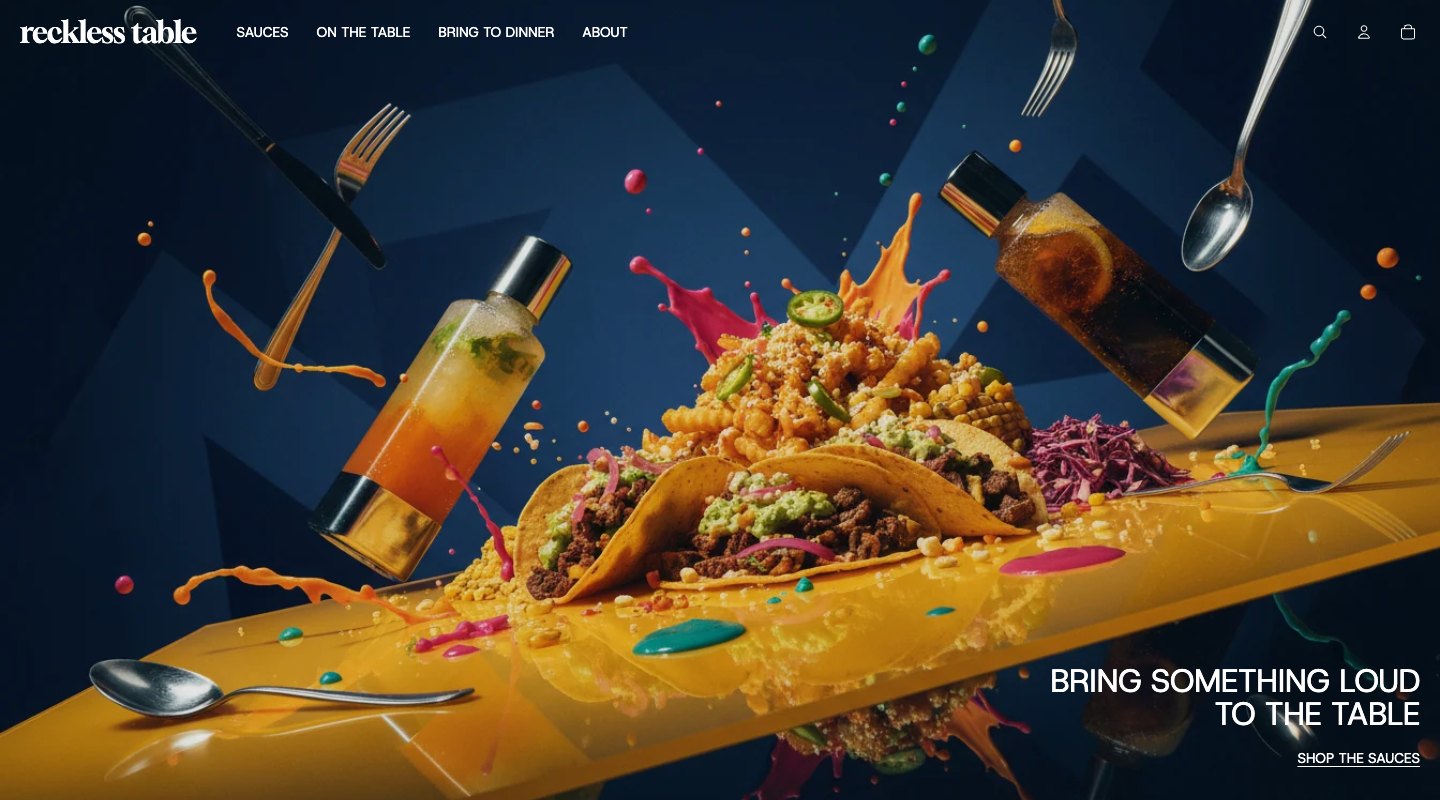 reckless table
SAUCES
ON THE TABLE
BRING TO DINNER
ABOUT
BRING SOMETHING LOUD
TO THE TABLE
SHOP THE SAUCES